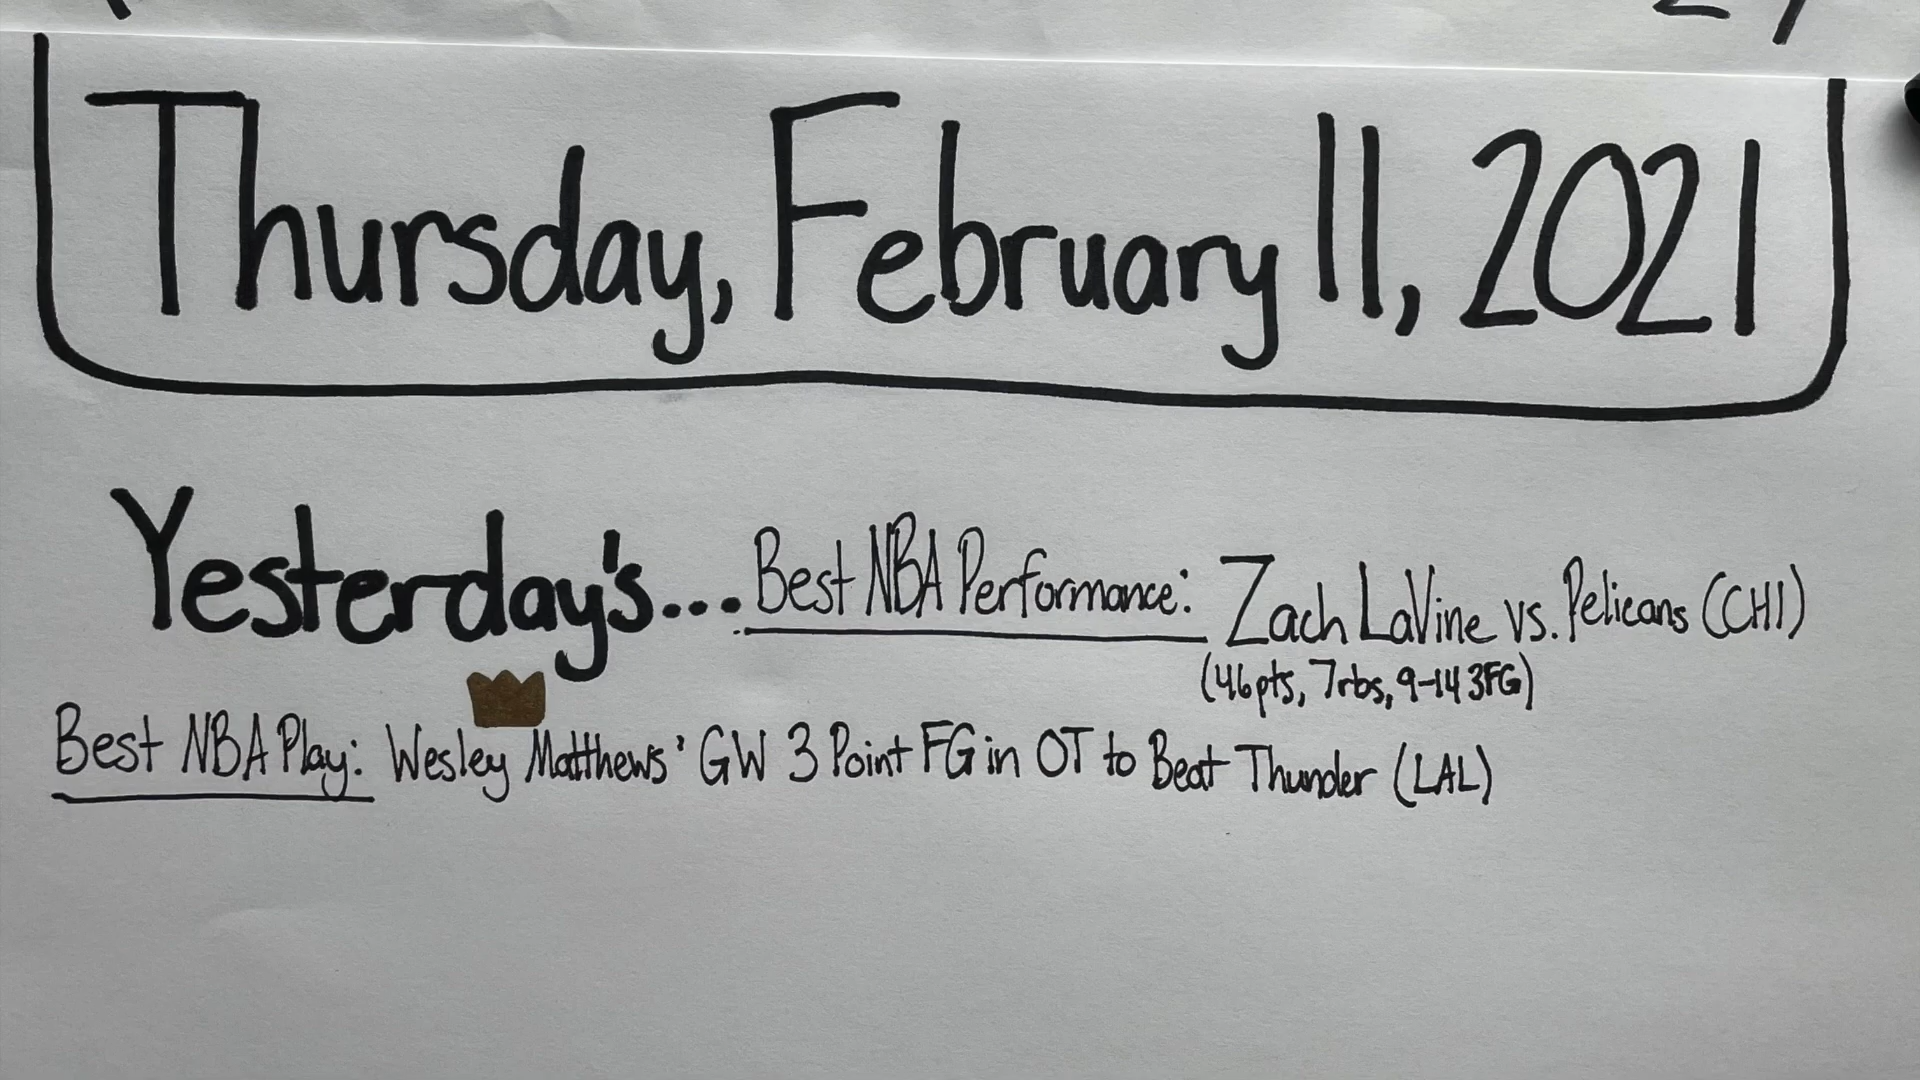 Thursday, February 11, 2021
Yesterday's... Best NBA Performance: Zach LaVine vs. Pelicans (CHI)
(46pts, 7rbs, 9-14 3FG)
Best NBA Play: Wesley Matthews' GW 3 Point FG in OT to Beat Thunder (LAL)